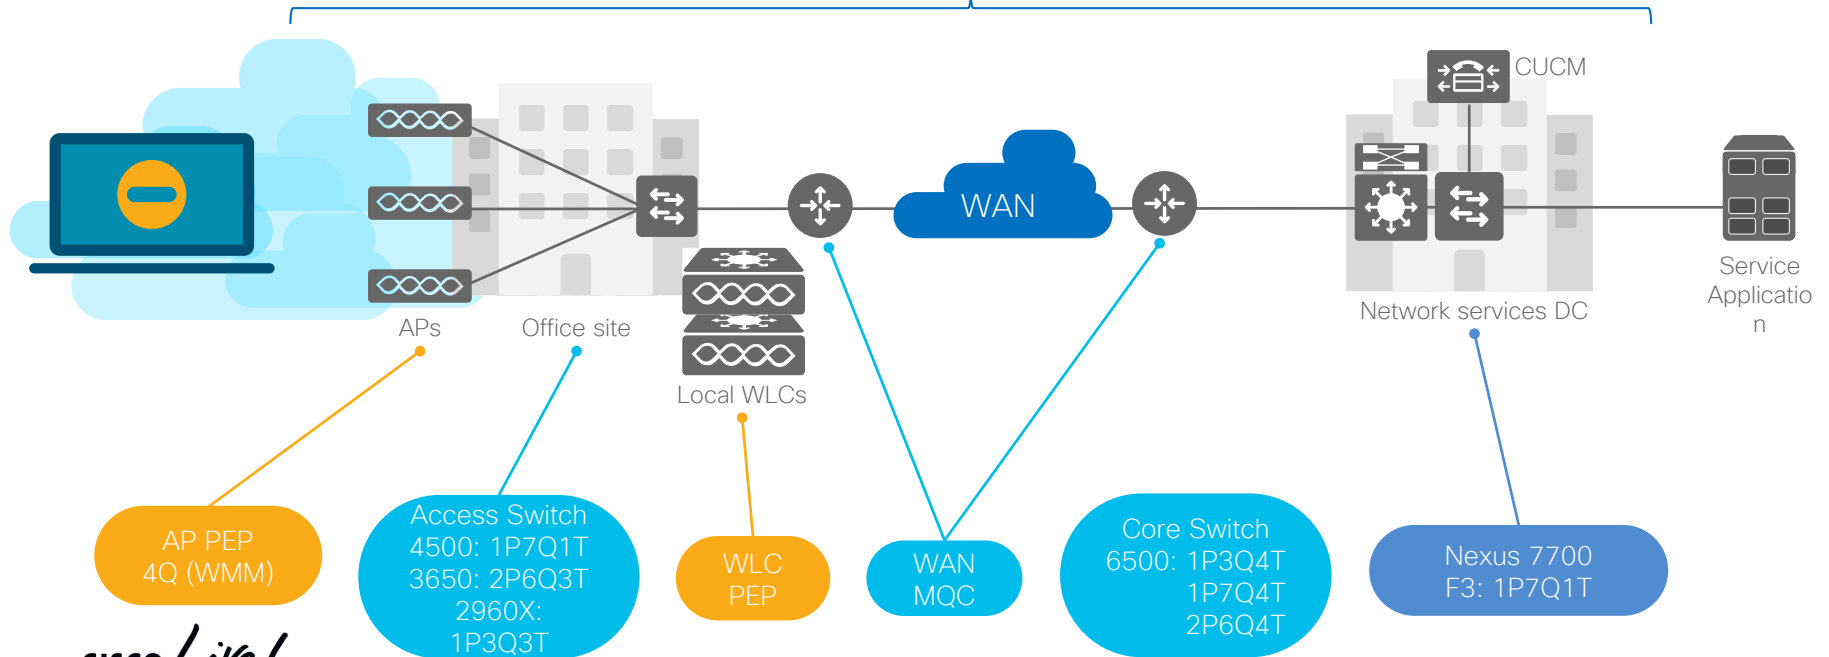 CUCM
WAN
Service
Applicatio
n
Network services DC
APs
Office site
Local WLCs
AP PEP
4Q (WMM)
Access Switch
4500: 1P7Q1T
3650: 2P6Q3T
2960X:
1P3Q3T
WLC
PEP
WAN
MQC
Core Switch
6500: 1P3Q4T
1P7Q4T
2P6Q4T
Nexus 7700
F3: 1P7Q1T